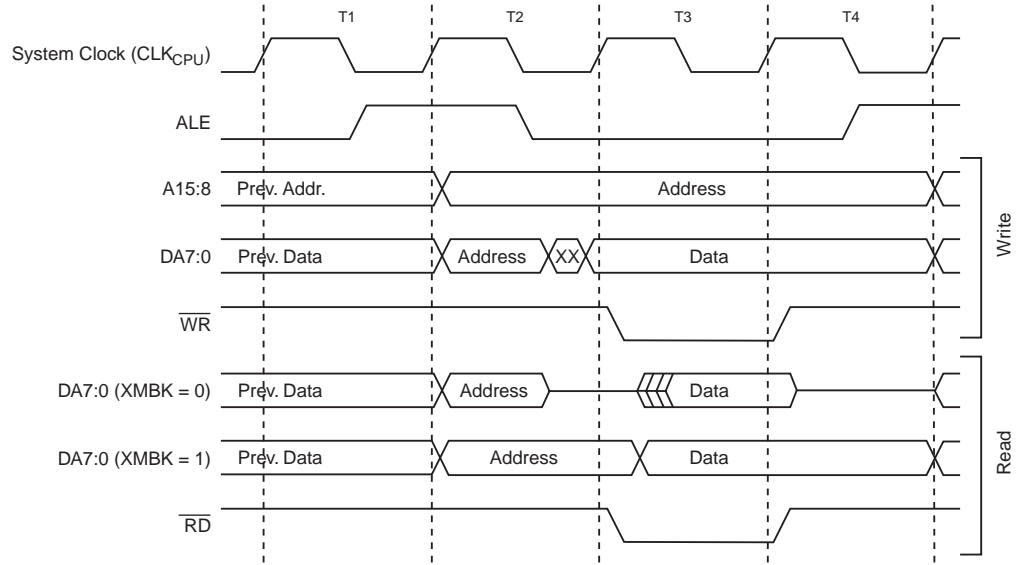 T1 T2 T3 T4
System Clock (CLKCPU)
ALE
A15:8 Prev. Addr. Address
DA7:0 Prev. Data Address XX Data
WR
Write
DA7:0 (XMBK = 0) Prev. Data Address Data
DA7:0 (XMBK = 1) Prev. Data Address Data
RD
Read